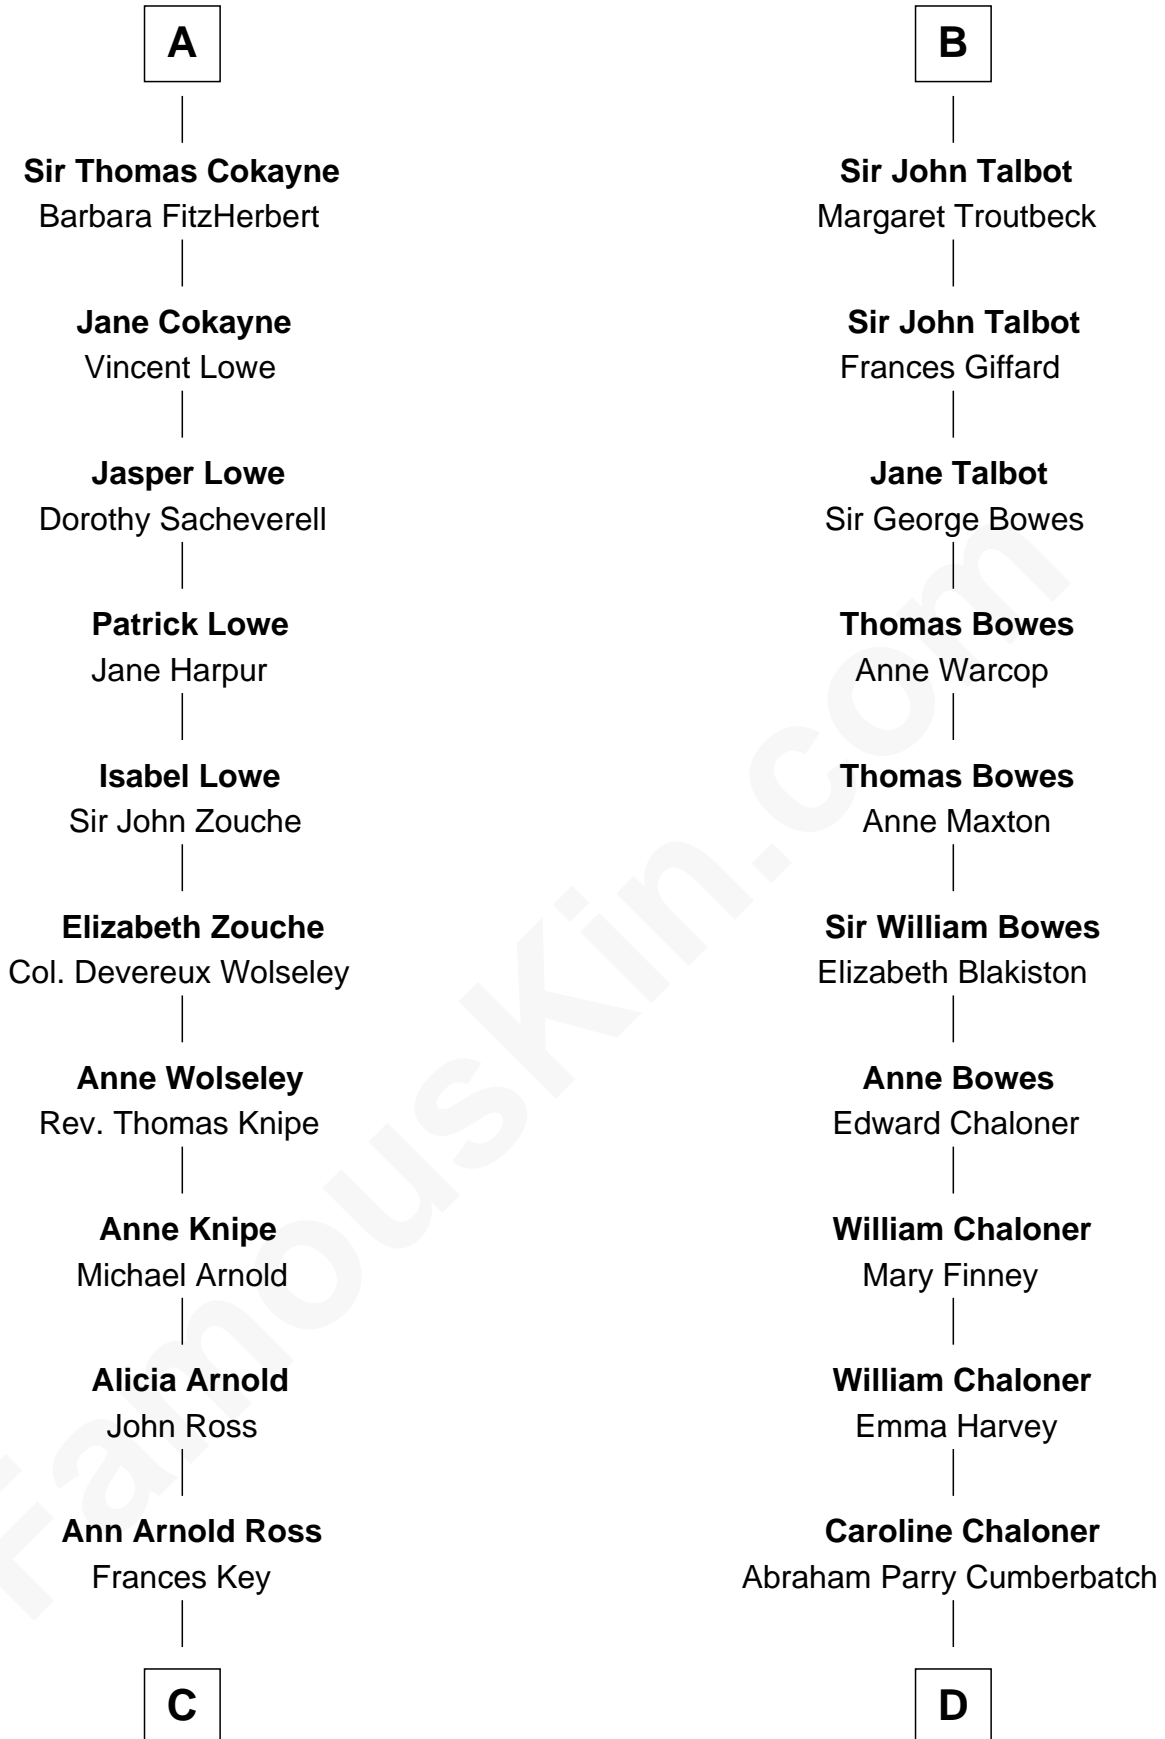 A
Sir Thomas Cokayne
Barbara FitzHerbert
Jane Cokayne
Vincent Lowe
Jasper Lowe
Dorothy Sacheverell
Patrick Lowe
Jane Harpur
Isabel Lowe
Sir John Zouche
Elizabeth Zouche
Col. Devereux Wolseley
Anne Wolseley
Rev. Thomas Knipe
Anne Knipe
Michael Arnold
Alicia Arnold
John Ross
Ann Arnold Ross
Frances Key
C
B
Sir John Talbot
Margaret Troutbeck
Sir John Talbot
Frances Giffard
Jane Talbot
Sir George Bowes
Thomas Bowes
Anne Warcop
Thomas Bowes
Anne Maxton
Sir William Bowes
Elizabeth Blakiston
Anne Bowes
Edward Chaloner
William Chaloner
Mary Finney
William Chaloner
Emma Harvey
Caroline Chaloner
Abraham Parry Cumberbatch
D
FamousKin.com